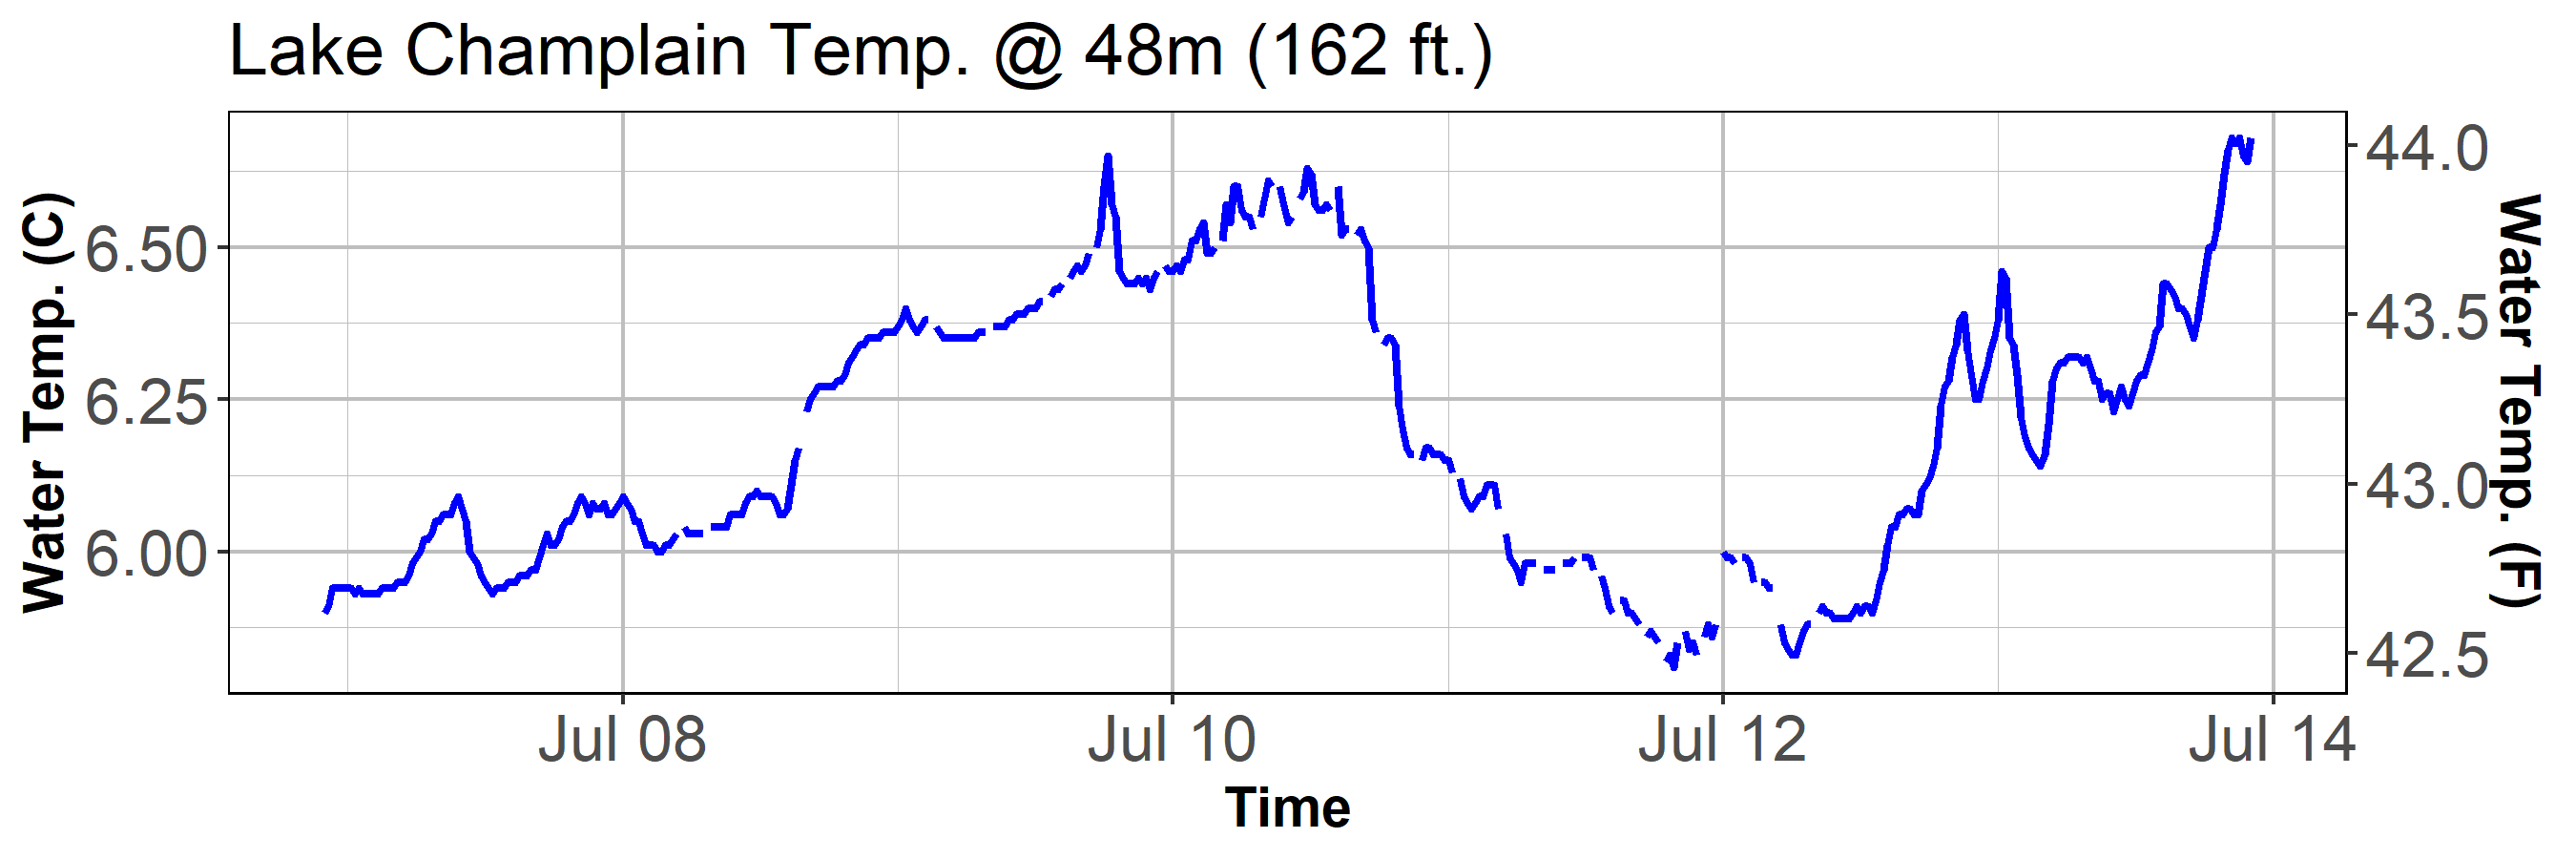 Lake Champlain Temp. @ 48m (162 ft.)
Water Temp. (C)
6.50
6.25
6.00
44.0
43.5
43.0
42.5
Water Temp. (F)
Jul 08 Jul 10 Jul 12 Jul 14
Time